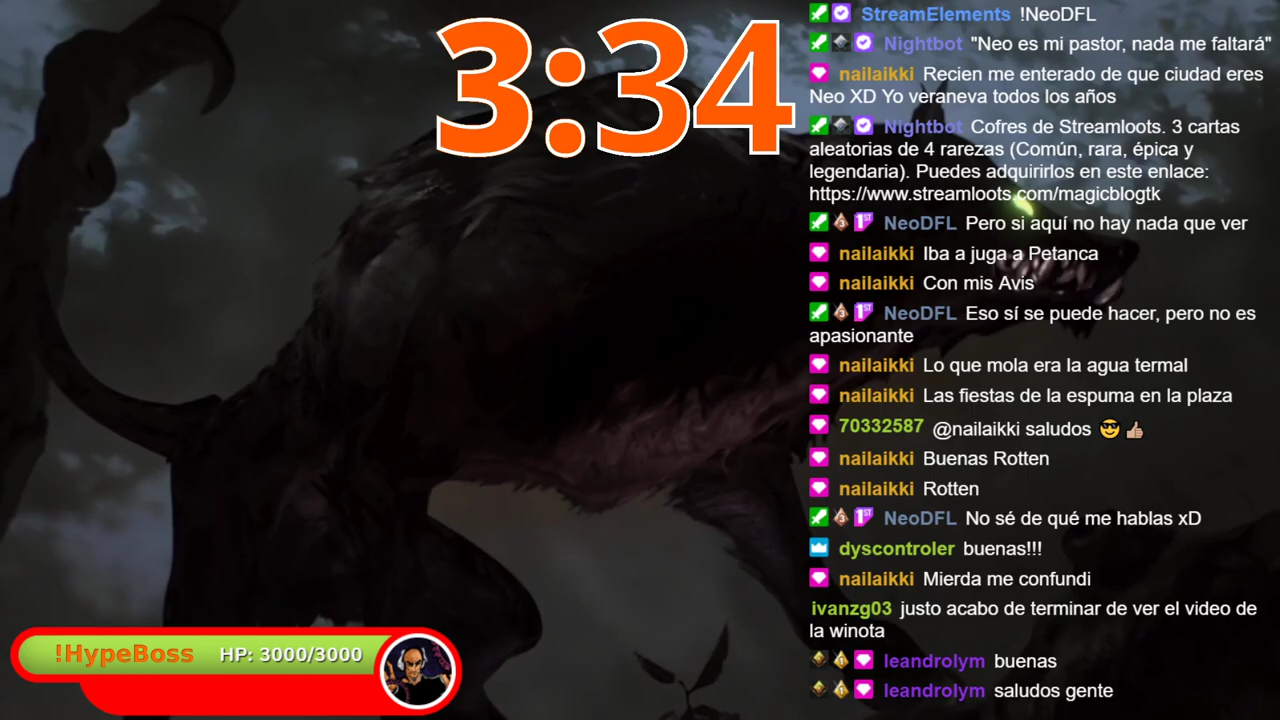 3:34
StreamElements !NeoDFL
Nightbot "Neo es mi pastor, nada me faltará"
nailaikki Recien me enterado de que ciudad eres
Neo XD Yo veraneva todos los años
Nightbot Cofres de Streamloots. 3 cartas
aleatorias de 4 rarezas (Común, rara, épica y
legendaria). Puedes adquirirlos en este enlace:
https://www.streamloots.com/magicblogtk
NeoDFL Pero si aquí no hay nada que ver
nailaikki Iba a juga a Petanca
nailaikki Con mis Avis
NeoDFL Eso sí se puede hacer, pero no es
apasionante
nailaikki Lo que mola era la agua termal
nailaikki Las fiestas de la espuma en la plaza
70332587 @nailaikki saludos 😎👍🏼
nailaikki Buenas Rotten
nailaikki Rotten
NeoDFL No sé de qué me hablas xD
dyscontroler buenas!!!
nailaikki Mierda me confundi
ivanzg03 justo acabo de terminar de ver el video de
la winota
leandrolym buenas
leandrolym saludos gente
!HypeBoss HP: 3000/3000